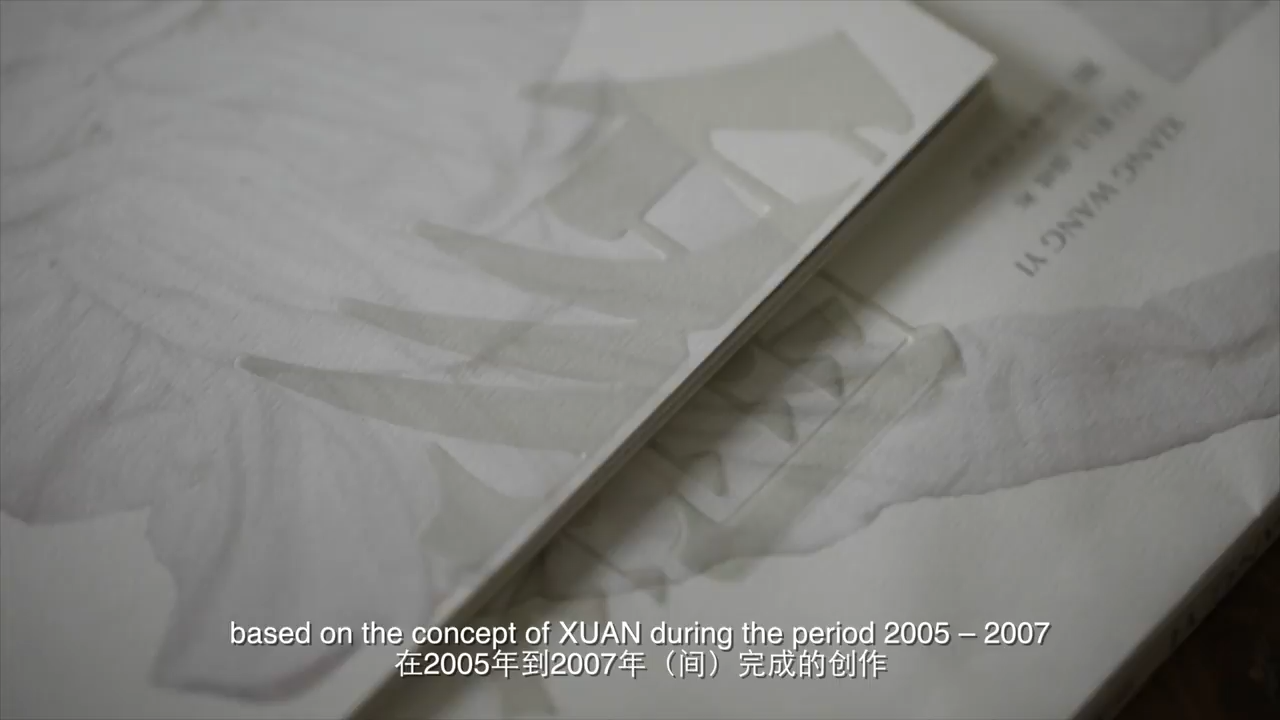 XIANG WANG YI
based on the concept of XUAN during the period 2005 – 2007
在2005年到2007年（间）完成的创作